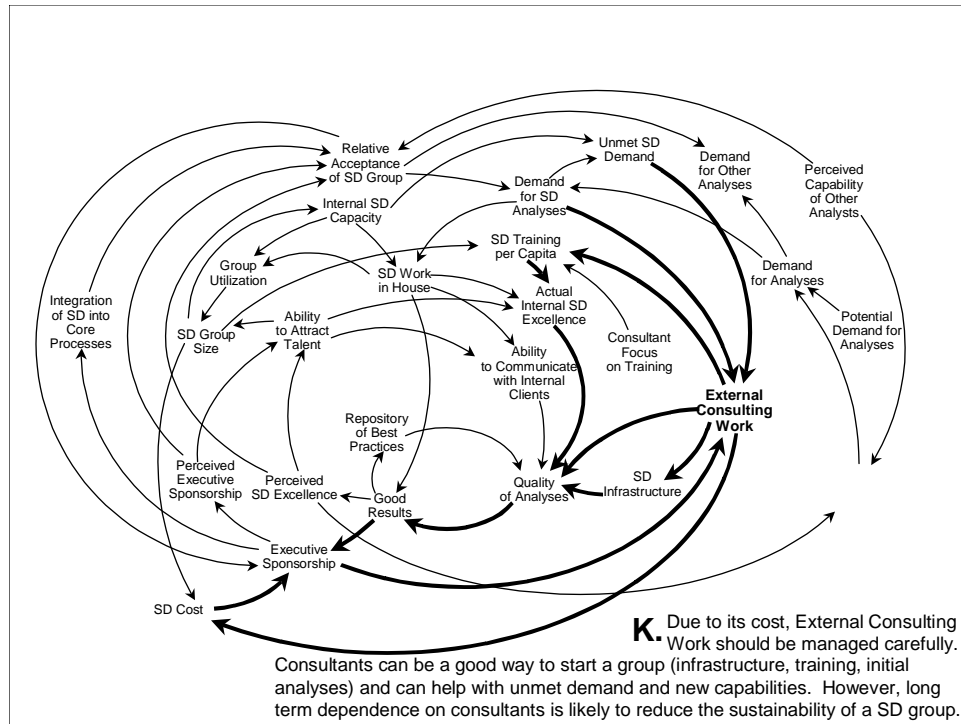 Relative
Acceptance
of SD Group
Unmet SD
Demand
Demand
for Other
Analyses
Perceived
Capability
of Other
Analysts
Internal SD
Capacity
Demand
for SD
Analyses
SD Training
per Capita
Group
Utilization
SD Work
in House
Demand
for Analyses
Integration
of SD into
Core
Processes
SD Group
Size
Ability
to Attract
Talent
Actual
Internal SD
Excellence
Consultant
Focus
on Training
Potential
Demand for
Analyses
Ability
to Communicate
with Internal
Clients
External
Consulting
Work
Repository
of Best
Practices
Perceived
Executive
Sponsorship
Perceived
SD Excellence
Good
Results
Quality
of Analyses
SD
Infrastructure
Executive
Sponsorship
SD Cost
K. Due to its cost, External Consulting
Work should be managed carefully.
Consultants can be a good way to start a group (infrastructure, training, initial
analyses) and can help with unmet demand and new capabilities. However, long
term dependence on consultants is likely to reduce the sustainability of a SD group.